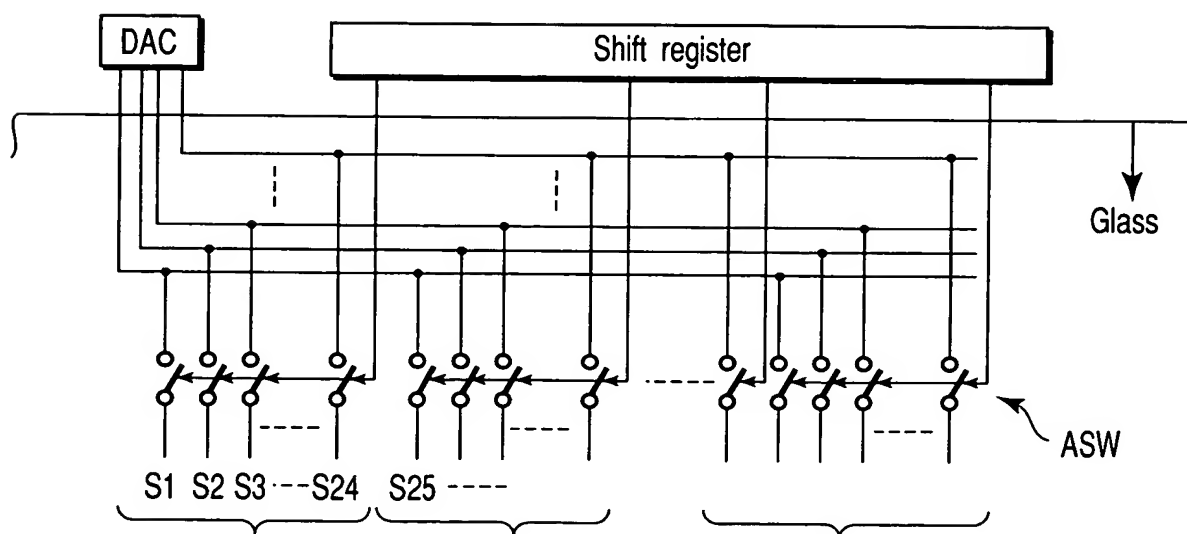 DAC
Shift register
Glass
ASW
S1 S2 S3 ---- S24 S25 -----